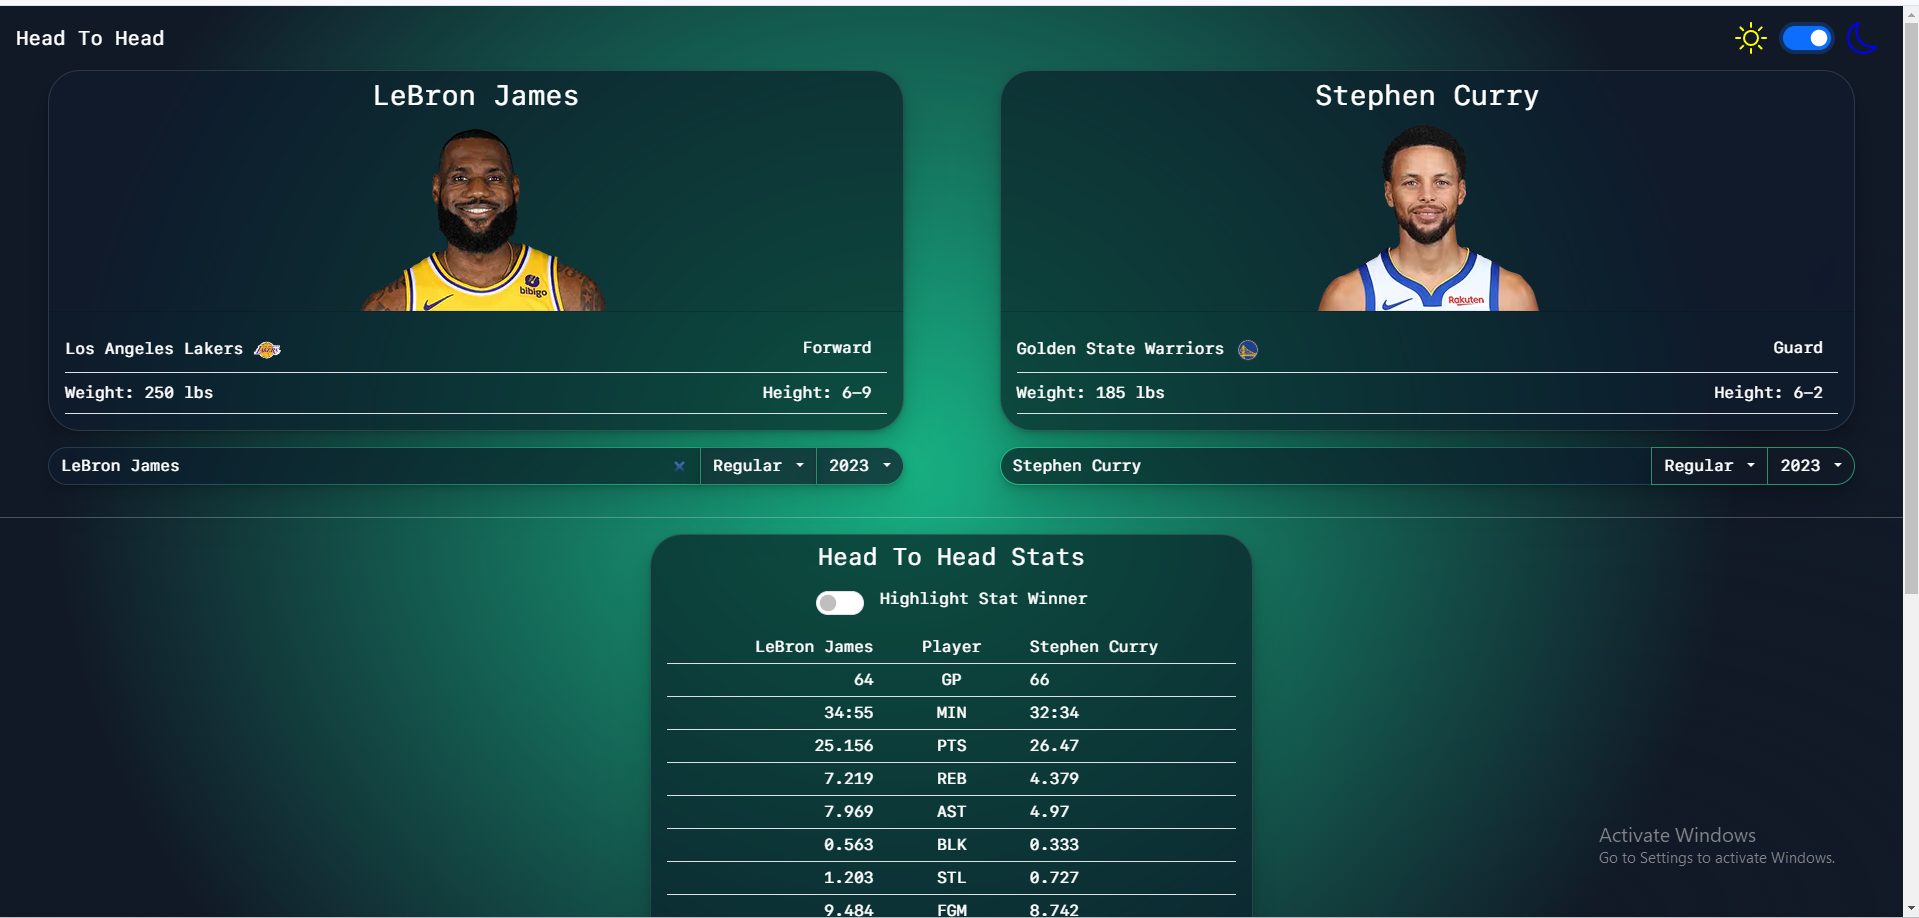 Head To Head
LeBron James
bibigo
Los Angeles Lakers LAKERS Forward
Weight: 250 lbs Height: 6-9
LeBron James × Regular 2023
Stephen Curry
Rakuten
Golden State Warriors Guard
Weight: 185 lbs Height: 6-2
Stephen Curry Regular 2023
Head To Head Stats
Highlight Stat Winner
LeBron James Player Stephen Curry
64 GP 66
34:55 MIN 32:34
25.156 PTS 26.47
7.219 REB 4.379
7.969 AST 4.97
0.563 BLK 0.333
1.203 STL 0.727
9.484 FGM 8.742
Activate Windows
Go to Settings to activate Windows.